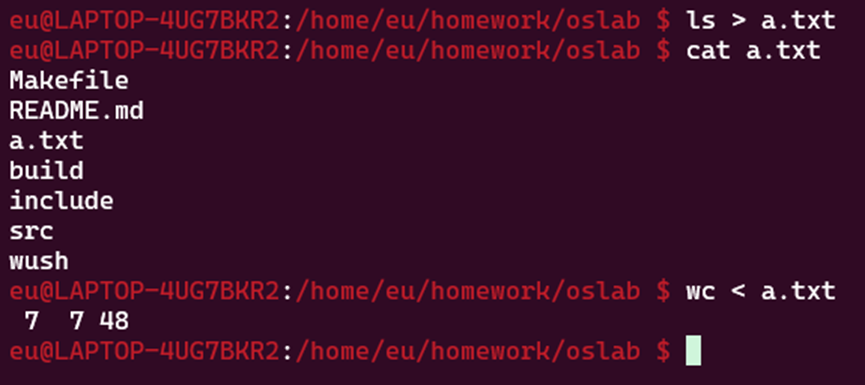 eu@LAPTOP-4UG7BKR2:/home/eu/homework/oslab $ ls > a.txt
eu@LAPTOP-4UG7BKR2:/home/eu/homework/oslab $ cat a.txt
Makefile
README.md
a.txt
build
include
src
wush
eu@LAPTOP-4UG7BKR2:/home/eu/homework/oslab $ wc < a.txt
 7  7 48
eu@LAPTOP-4UG7BKR2:/home/eu/homework/oslab $